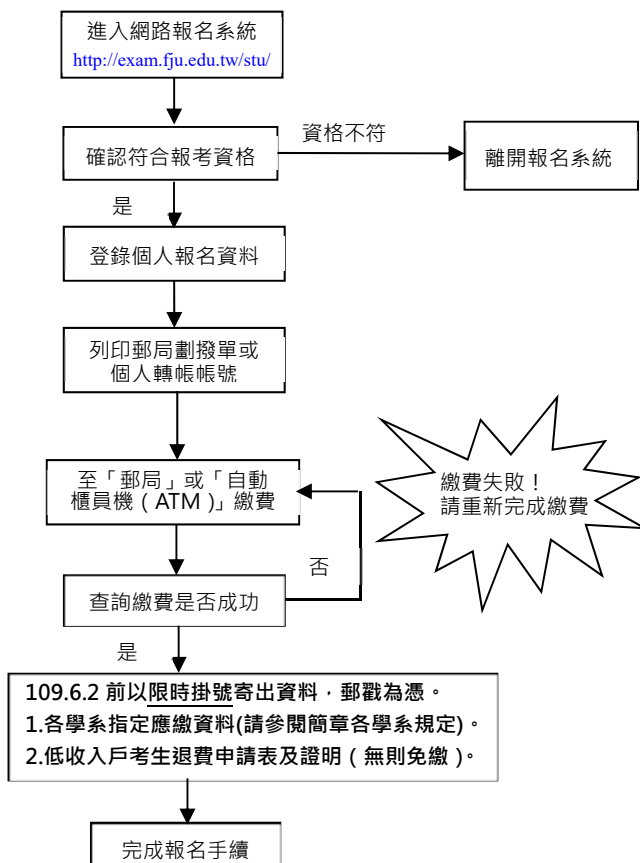 進入網路報名系統
http://exam.fju.edu.tw/stu/
確認符合報考資格
資格不符
離開報名系統
是
登錄個人報名資料
列印郵局劃撥單或
個人轉帳帳號
至「郵局」或「自動
櫃員機（ATM）」繳費
繳費失敗！
請重新完成繳費
否
查詢繳費是否成功
是
109.6.2 前以限時掛號寄出資料，郵戳為憑。
1.各學系指定應繳資料(請參閱簡章各學系規定)。
2.低收入戶考生退費申請表及證明（無則免繳）。
完成報名手續